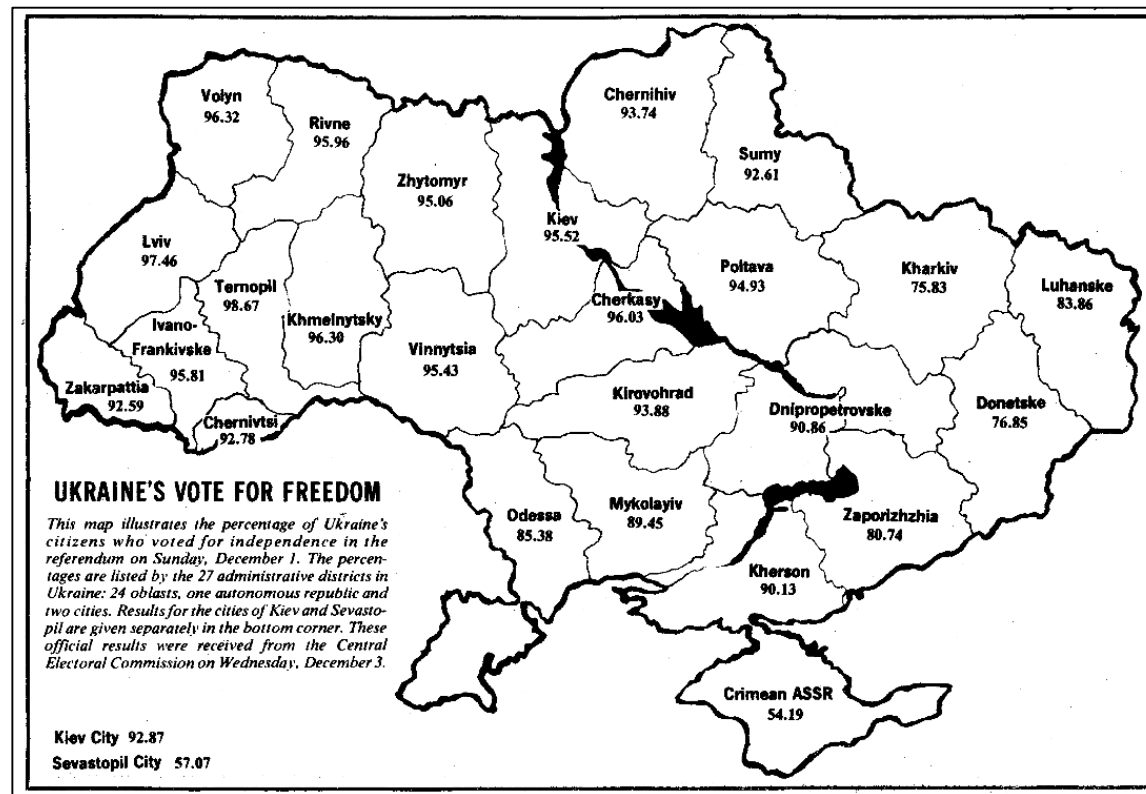 Volyn
96.32
Rivne
95.96
Zhytomyr
95.06
Chernihiv
93.74
Sumy
92.61
Kiev
95.52
Lviv
97.46
Ternopil
98.67
Khmelnytsky
96.30
Ivano-
Frankivske
95.81
Zakarpattia
92.59
Chernivtsi
92.78
Vinnytsia
95.43
Cherkasy
96.03
Poltava
94.93
Kharkiv
75.83
Luhanske
83.86
Kirovohrad
93.88
Dnipropetrovske
90.86
Donetske
76.85
Odessa
85.38
Mykolayiv
89.45
Zaporizhzhia
80.74
Kherson
90.13
Crimean ASSR
54.19
UKRAINE'S VOTE FOR FREEDOM
This map illustrates the percentage of Ukraine's
citizens who voted for independence in the
referendum on Sunday, December 1. The percen-
tages are listed by the 27 administrative districts in
Ukraine: 24 oblasts, one autonomous republic and
two cities. Results for the cities of Kiev and Sevasto-
pil are given separately in the bottom corner. These
official results were received from the Central
Electoral Commission on Wednesday, December 3.
Kiev City 92.87
Sevastopil City 57.07